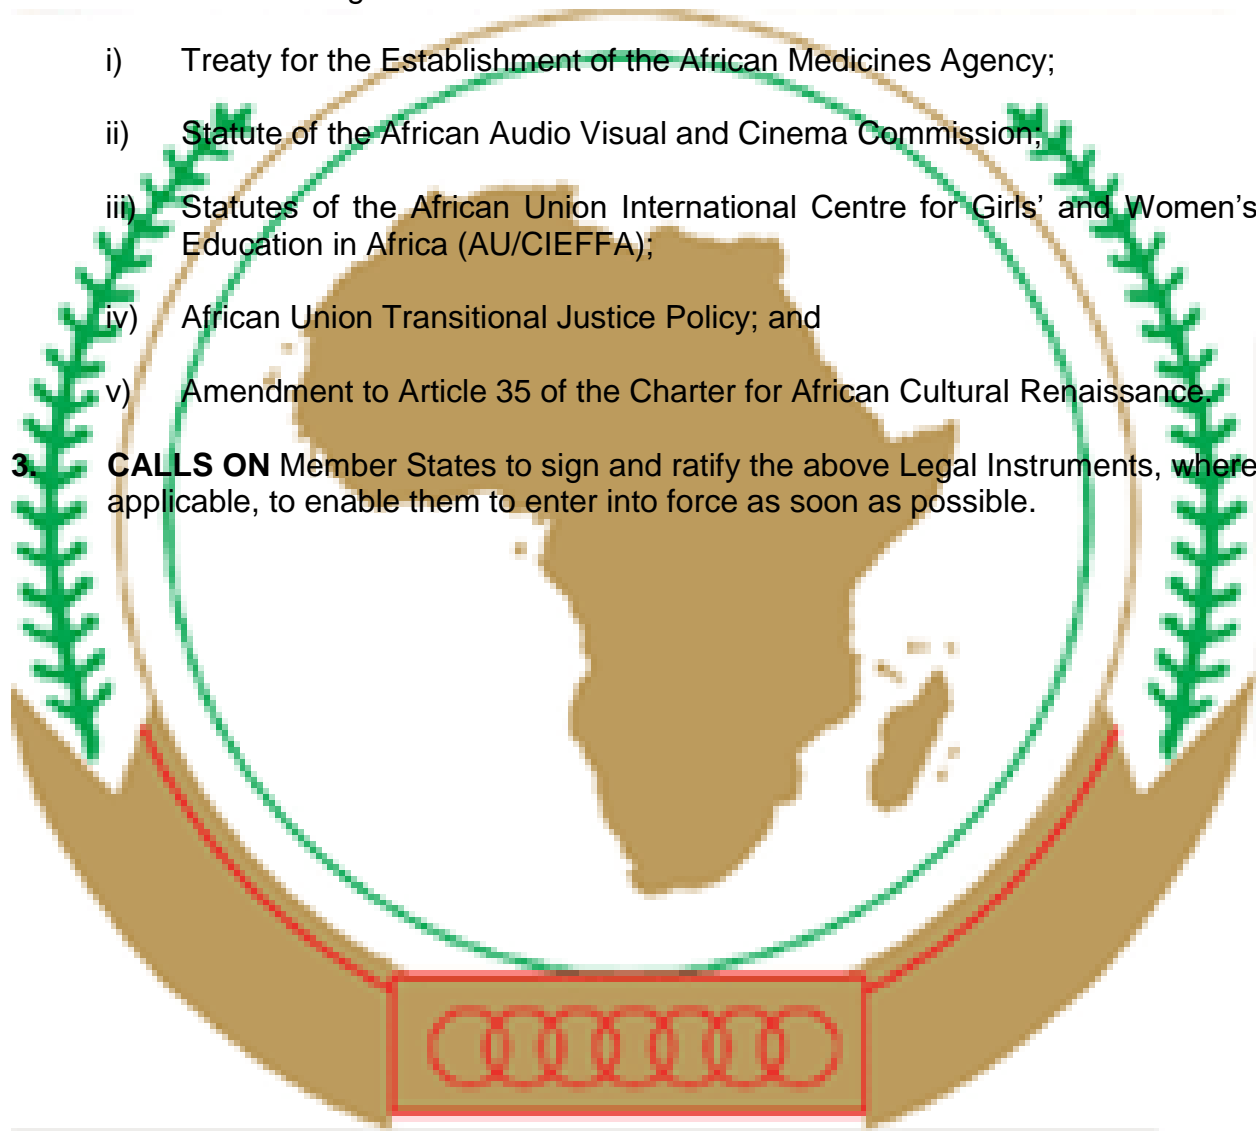 i) Treaty for the Establishment of the African Medicines Agency;
ii) Statute of the African Audio Visual and Cinema Commission;
iii) Statutes of the African Union International Centre for Girls’ and Women’s
Education in Africa (AU/CIEFFA);
iv) African Union Transitional Justice Policy; and
v) Amendment to Article 35 of the Charter for African Cultural Renaissance.
3. CALLS ON Member States to sign and ratify the above Legal Instruments, where
applicable, to enable them to enter into force as soon as possible.